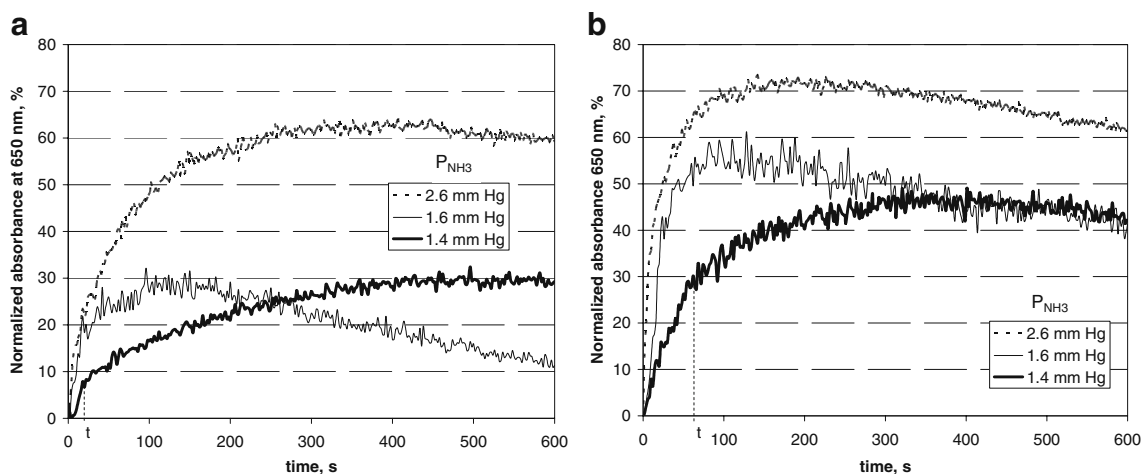 a
Normalized absorbance at 650 nm, %
80
70
60
50
40
30
20
10
0
P_NH3
2.6 mm Hg
1.6 mm Hg
1.4 mm Hg
0 t 100 200 300 400 500 600
time, s
b
Normalized absorbance 650 nm, %
80
70
60
50
40
30
20
10
0
P_NH3
2.6 mm Hg
1.6 mm Hg
1.4 mm Hg
0 t 100 200 300 400 500 600
time, s